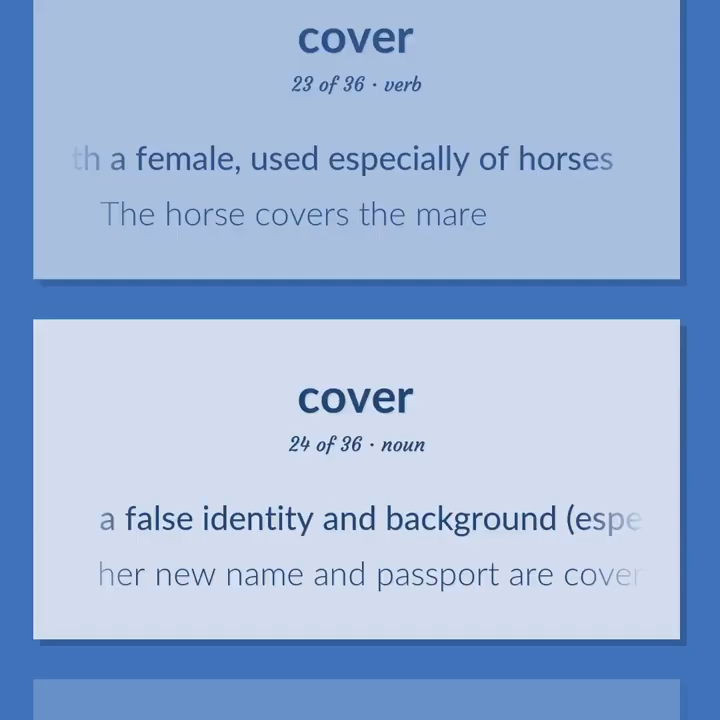 cover
23 of 36 · verb
th a female, used especially of horses
The horse covers the mare
cover
24 of 36 · noun
a false identity and background (espe
her new name and passport are cover